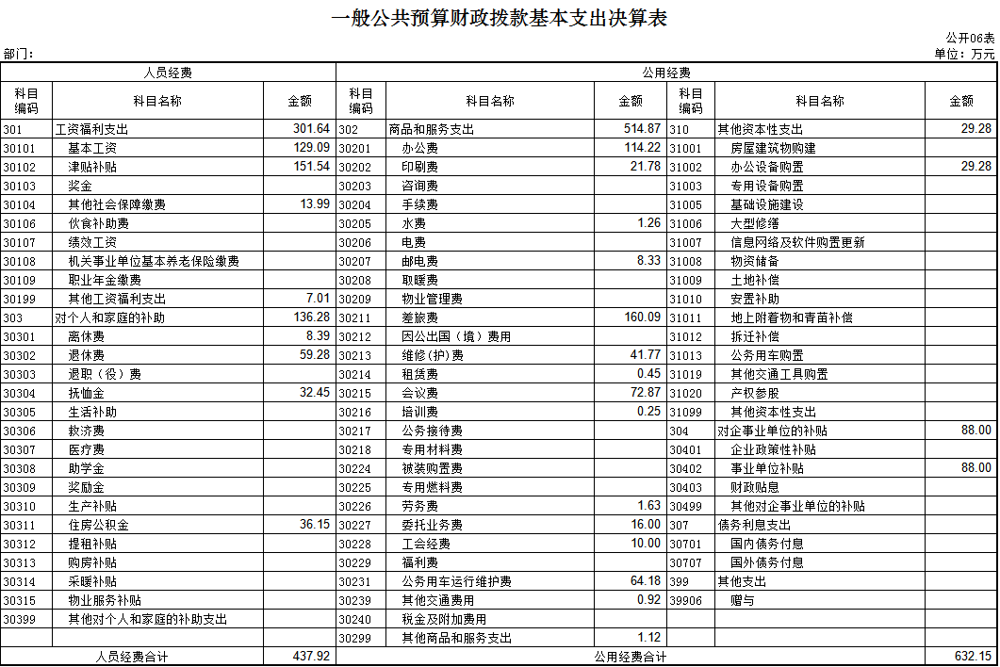 一般公共预算财政拨款基本支出决算表
公开06表
部门： 单位：万元
人员经费 公用经费
科目编码 科目名称 金额 科目编码 科目名称 金额 科目编码 科目名称 金额
301 工资福利支出 301.64 302 商品和服务支出 514.87 310 其他资本性支出 29.28
30101 基本工资 129.09 30201 办公费 114.22 31001 房屋建筑物购建
30102 津贴补贴 151.54 30202 印刷费 21.78 31002 办公设备购置 29.28
30103 奖金 30203 咨询费 31003 专用设备购置
30104 其他社会保障缴费 13.99 30204 手续费 31005 基础设施建设
30106 伙食补助费 30205 水费 1.26 31006 大型修缮
30107 绩效工资 30206 电费 31007 信息网络及软件购置更新
30108 机关事业单位基本养老保险缴费 30207 邮电费 8.33 31008 物资储备
30109 职业年金缴费 30208 取暖费 31009 土地补偿
30199 其他工资福利支出 7.01 30209 物业管理费 31010 安置补助
303 对个人和家庭的补助 136.28 30211 差旅费 160.09 31011 地上附着物和青苗补偿
30301 离休费 8.39 30212 因公出国（境）费用 31012 拆迁补偿
30302 退休费 59.28 30213 维修(护)费 41.77 31013 公务用车购置
30303 退职（役）费 30214 租赁费 0.45 31019 其他交通工具购置
30304 抚恤金 32.45 30215 会议费 72.87 31020 产权参股
30305 生活补助 30216 培训费 0.25 31099 其他资本性支出
30306 救济费 30217 公务接待费 304 对企事业单位的补贴 88.00
30307 医疗费 30218 专用材料费 30401 企业政策性补贴
30308 助学金 30224 被装购置费 30402 事业单位补贴 88.00
30309 奖励金 30225 专用燃料费 30403 财政贴息
30310 生产补贴 30226 劳务费 1.63 30499 其他对企事业单位的补贴
30311 住房公积金 36.15 30227 委托业务费 16.00 307 债务利息支出
30312 提租补贴 30228 工会经费 10.00 30701 国内债务付息
30313 购房补贴 30229 福利费 30707 国外债务付息
30314 采暖补贴 30231 公务用车运行维护费 64.18 399 其他支出
30315 物业服务补贴 30239 其他交通费用 0.92 39906 赠与
30399 其他对个人和家庭的补助支出 30240 税金及附加费用
30299 其他商品和服务支出 1.12
人员经费合计 437.92 公用经费合计 632.15